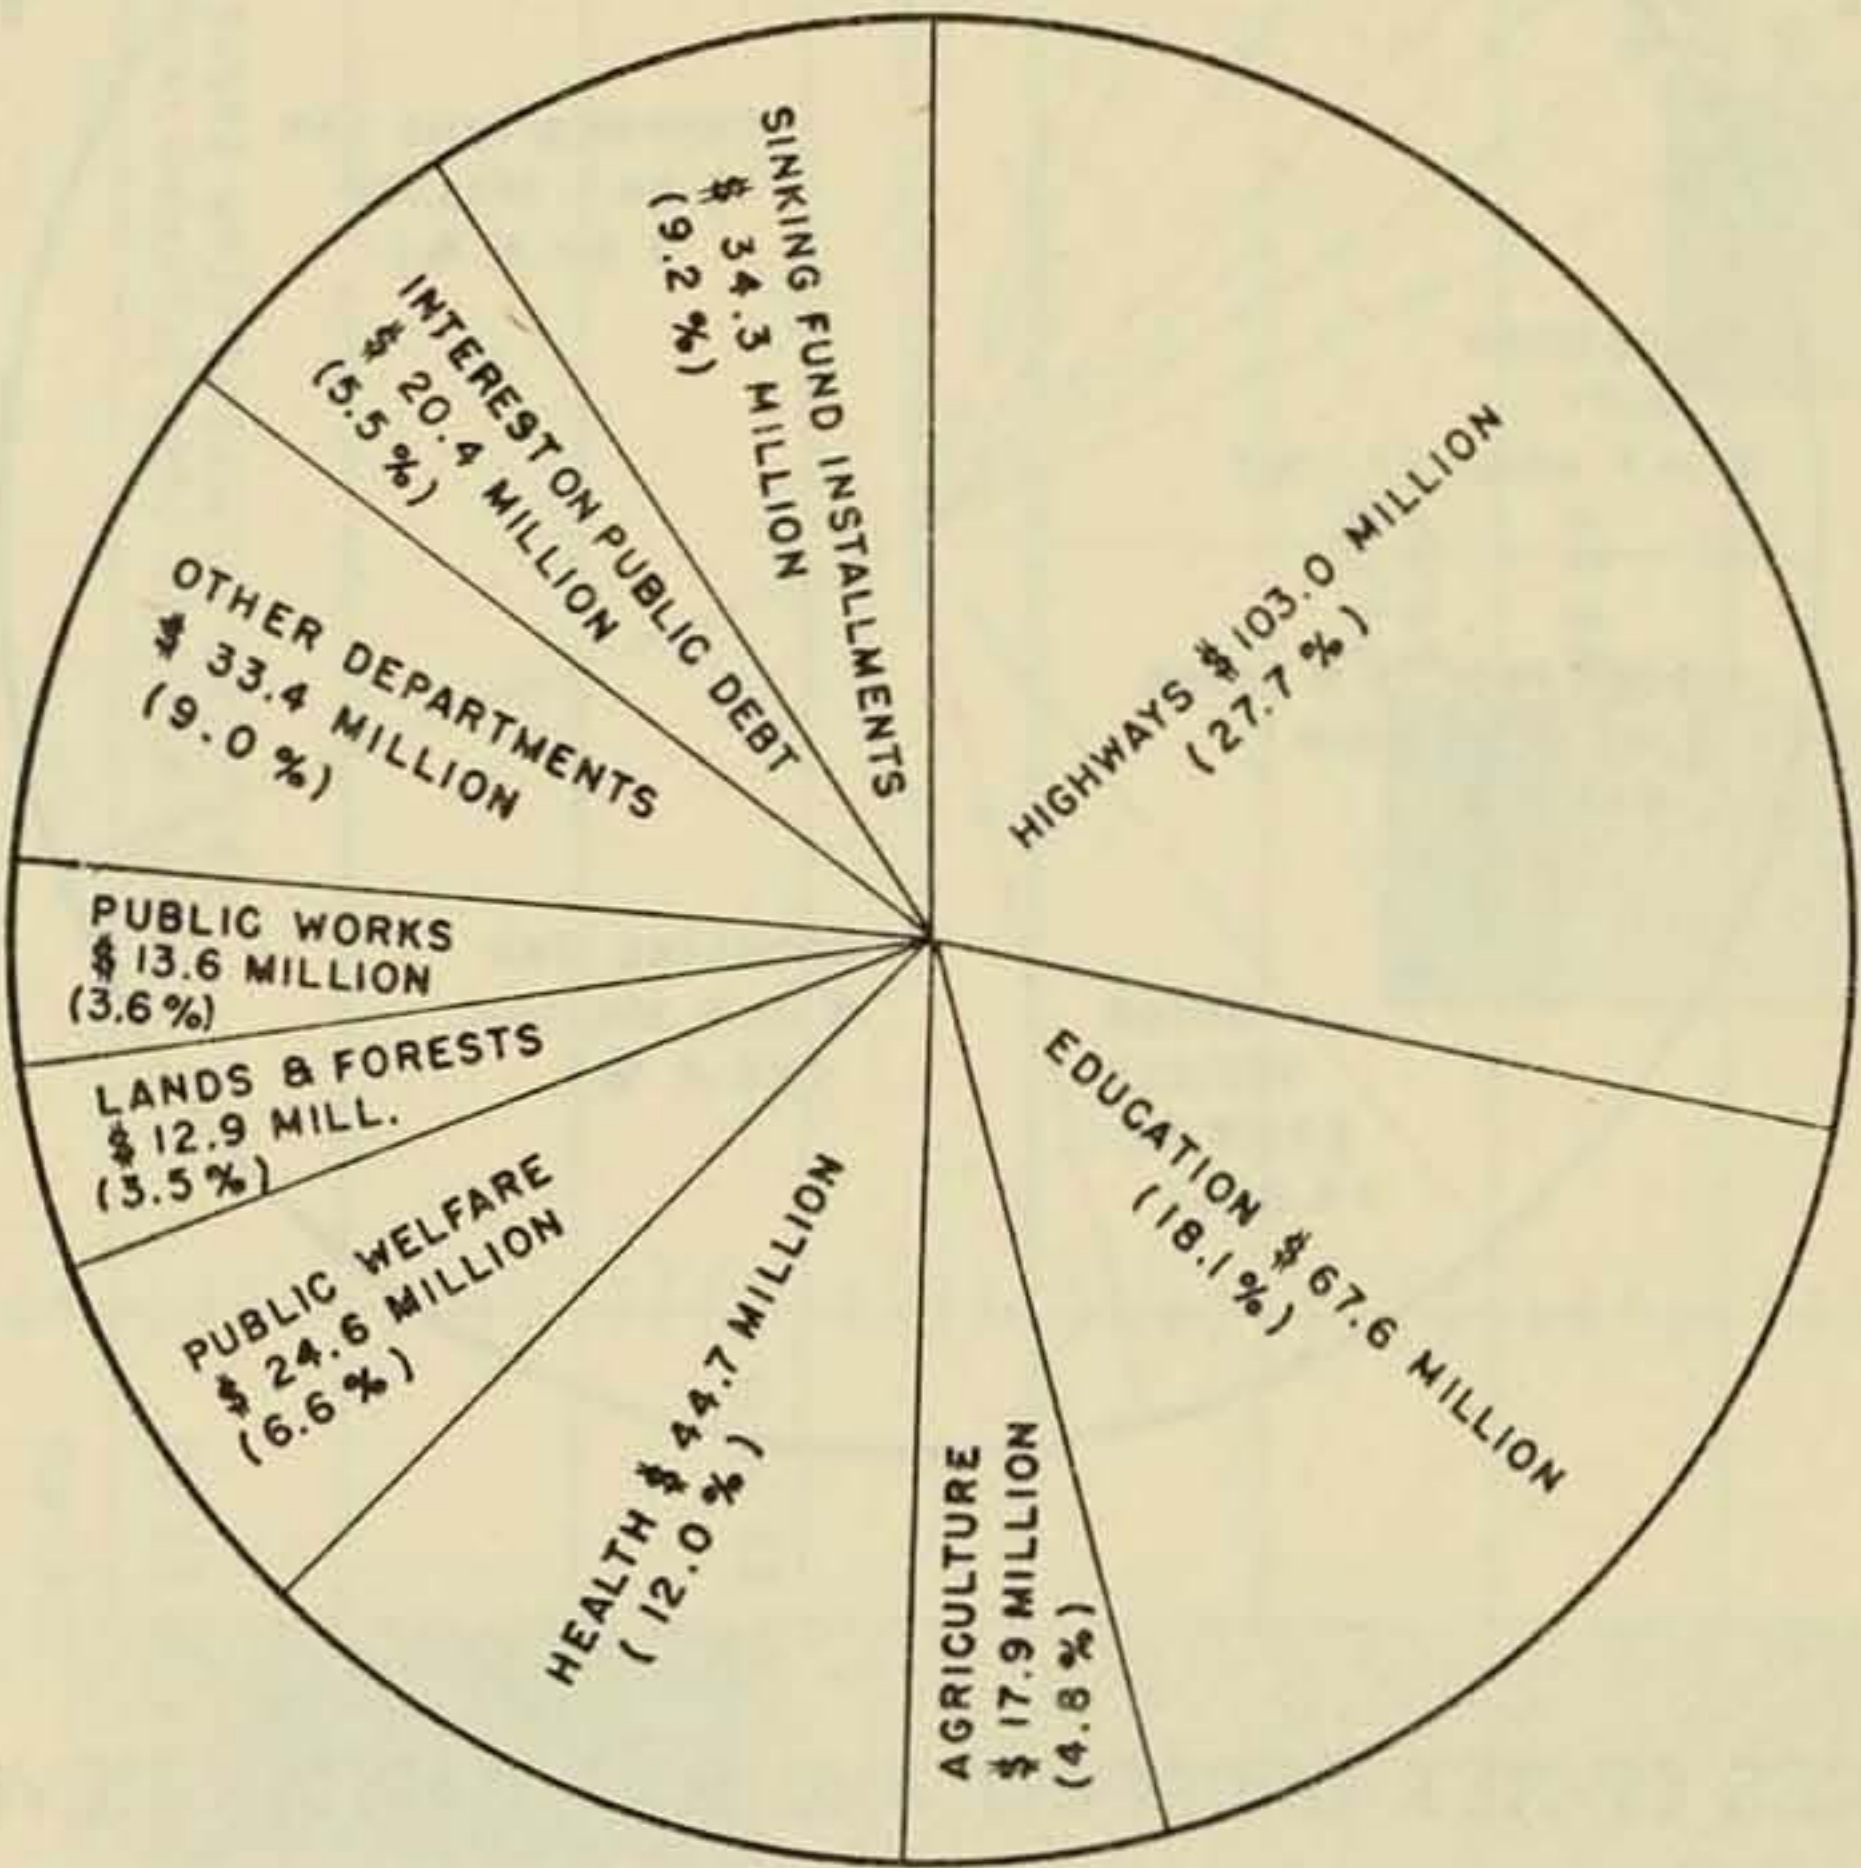 HIGHWAYS $ 103.0 MILLION
(27.7 %)
EDUCATION $ 67.6 MILLION
(18.1 %)
AGRICULTURE
$ 17.9 MILLION
(4.8 %)
HEALTH $ 44.7 MILLION
(12.0 %)
PUBLIC WELFARE
$ 24.6 MILLION
(6.6 %)
LANDS & FORESTS
$ 12.9 MILL.
(3.5 %)
PUBLIC WORKS
$ 13.6 MILLION
(3.6 %)
OTHER DEPARTMENTS
$ 33.4 MILLION
(9.0 %)
INTEREST ON PUBLIC DEBT
$ 20.4 MILLION
(5.5 %)
SINKING FUND INSTALLMENTS
$ 34.3 MILLION
(9.2 %)